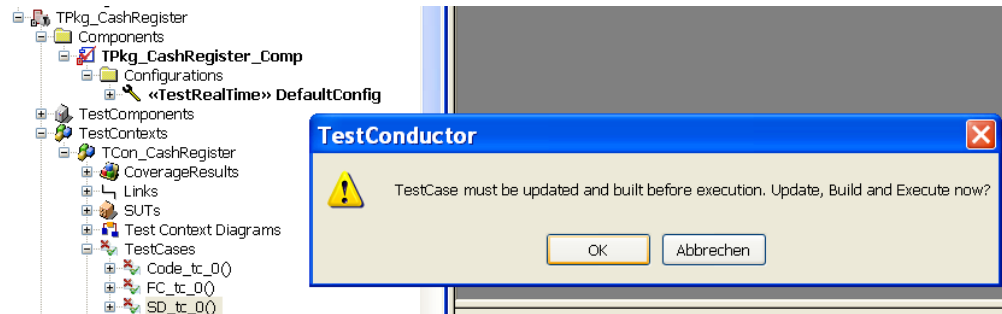 TPkg_CashRegister
Components
TPkg_CashRegister_Comp
Configurations
«TestRealTime» DefaultConfig
TestComponents
TestContexts
TCon_CashRegister
CoverageResults
Links
SUTs
Test Context Diagrams
TestCases
Code_tc_0()
FC_tc_0()
SD_tc_0()
TestConductor
TestCase must be updated and built before execution. Update, Build and Execute now?
OK
Abbrechen